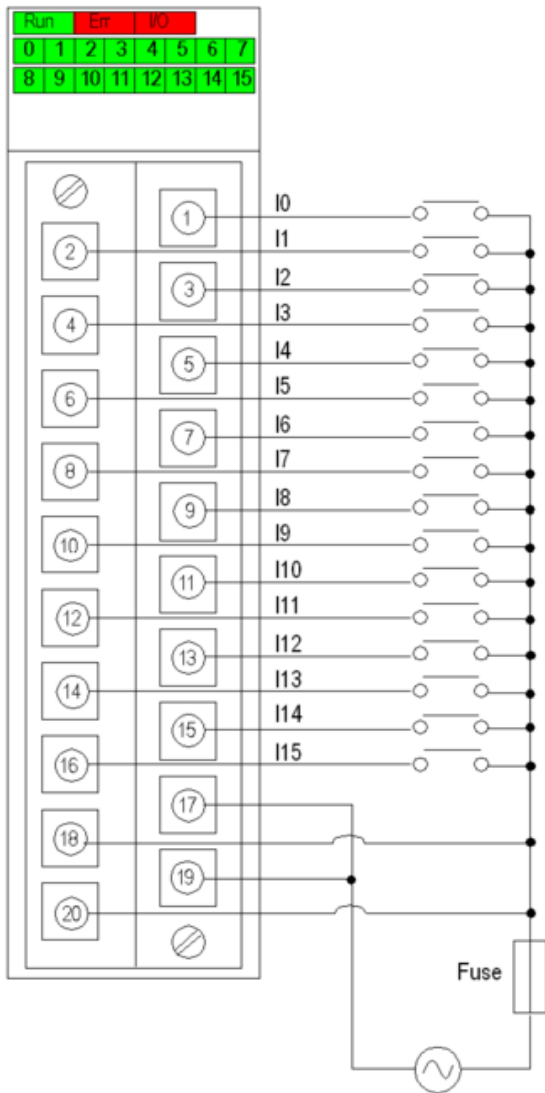 Run Err I/O
0 1 2 3 4 5 6 7
8 9 10 11 12 13 14 15
1 I0
2 I1
3 I2
4 I3
5 I4
6 I5
7 I6
8 I7
9 I8
10 I9
11 I10
12 I11
13 I12
14 I13
15 I14
16 I15
17
18
19
20
Fuse